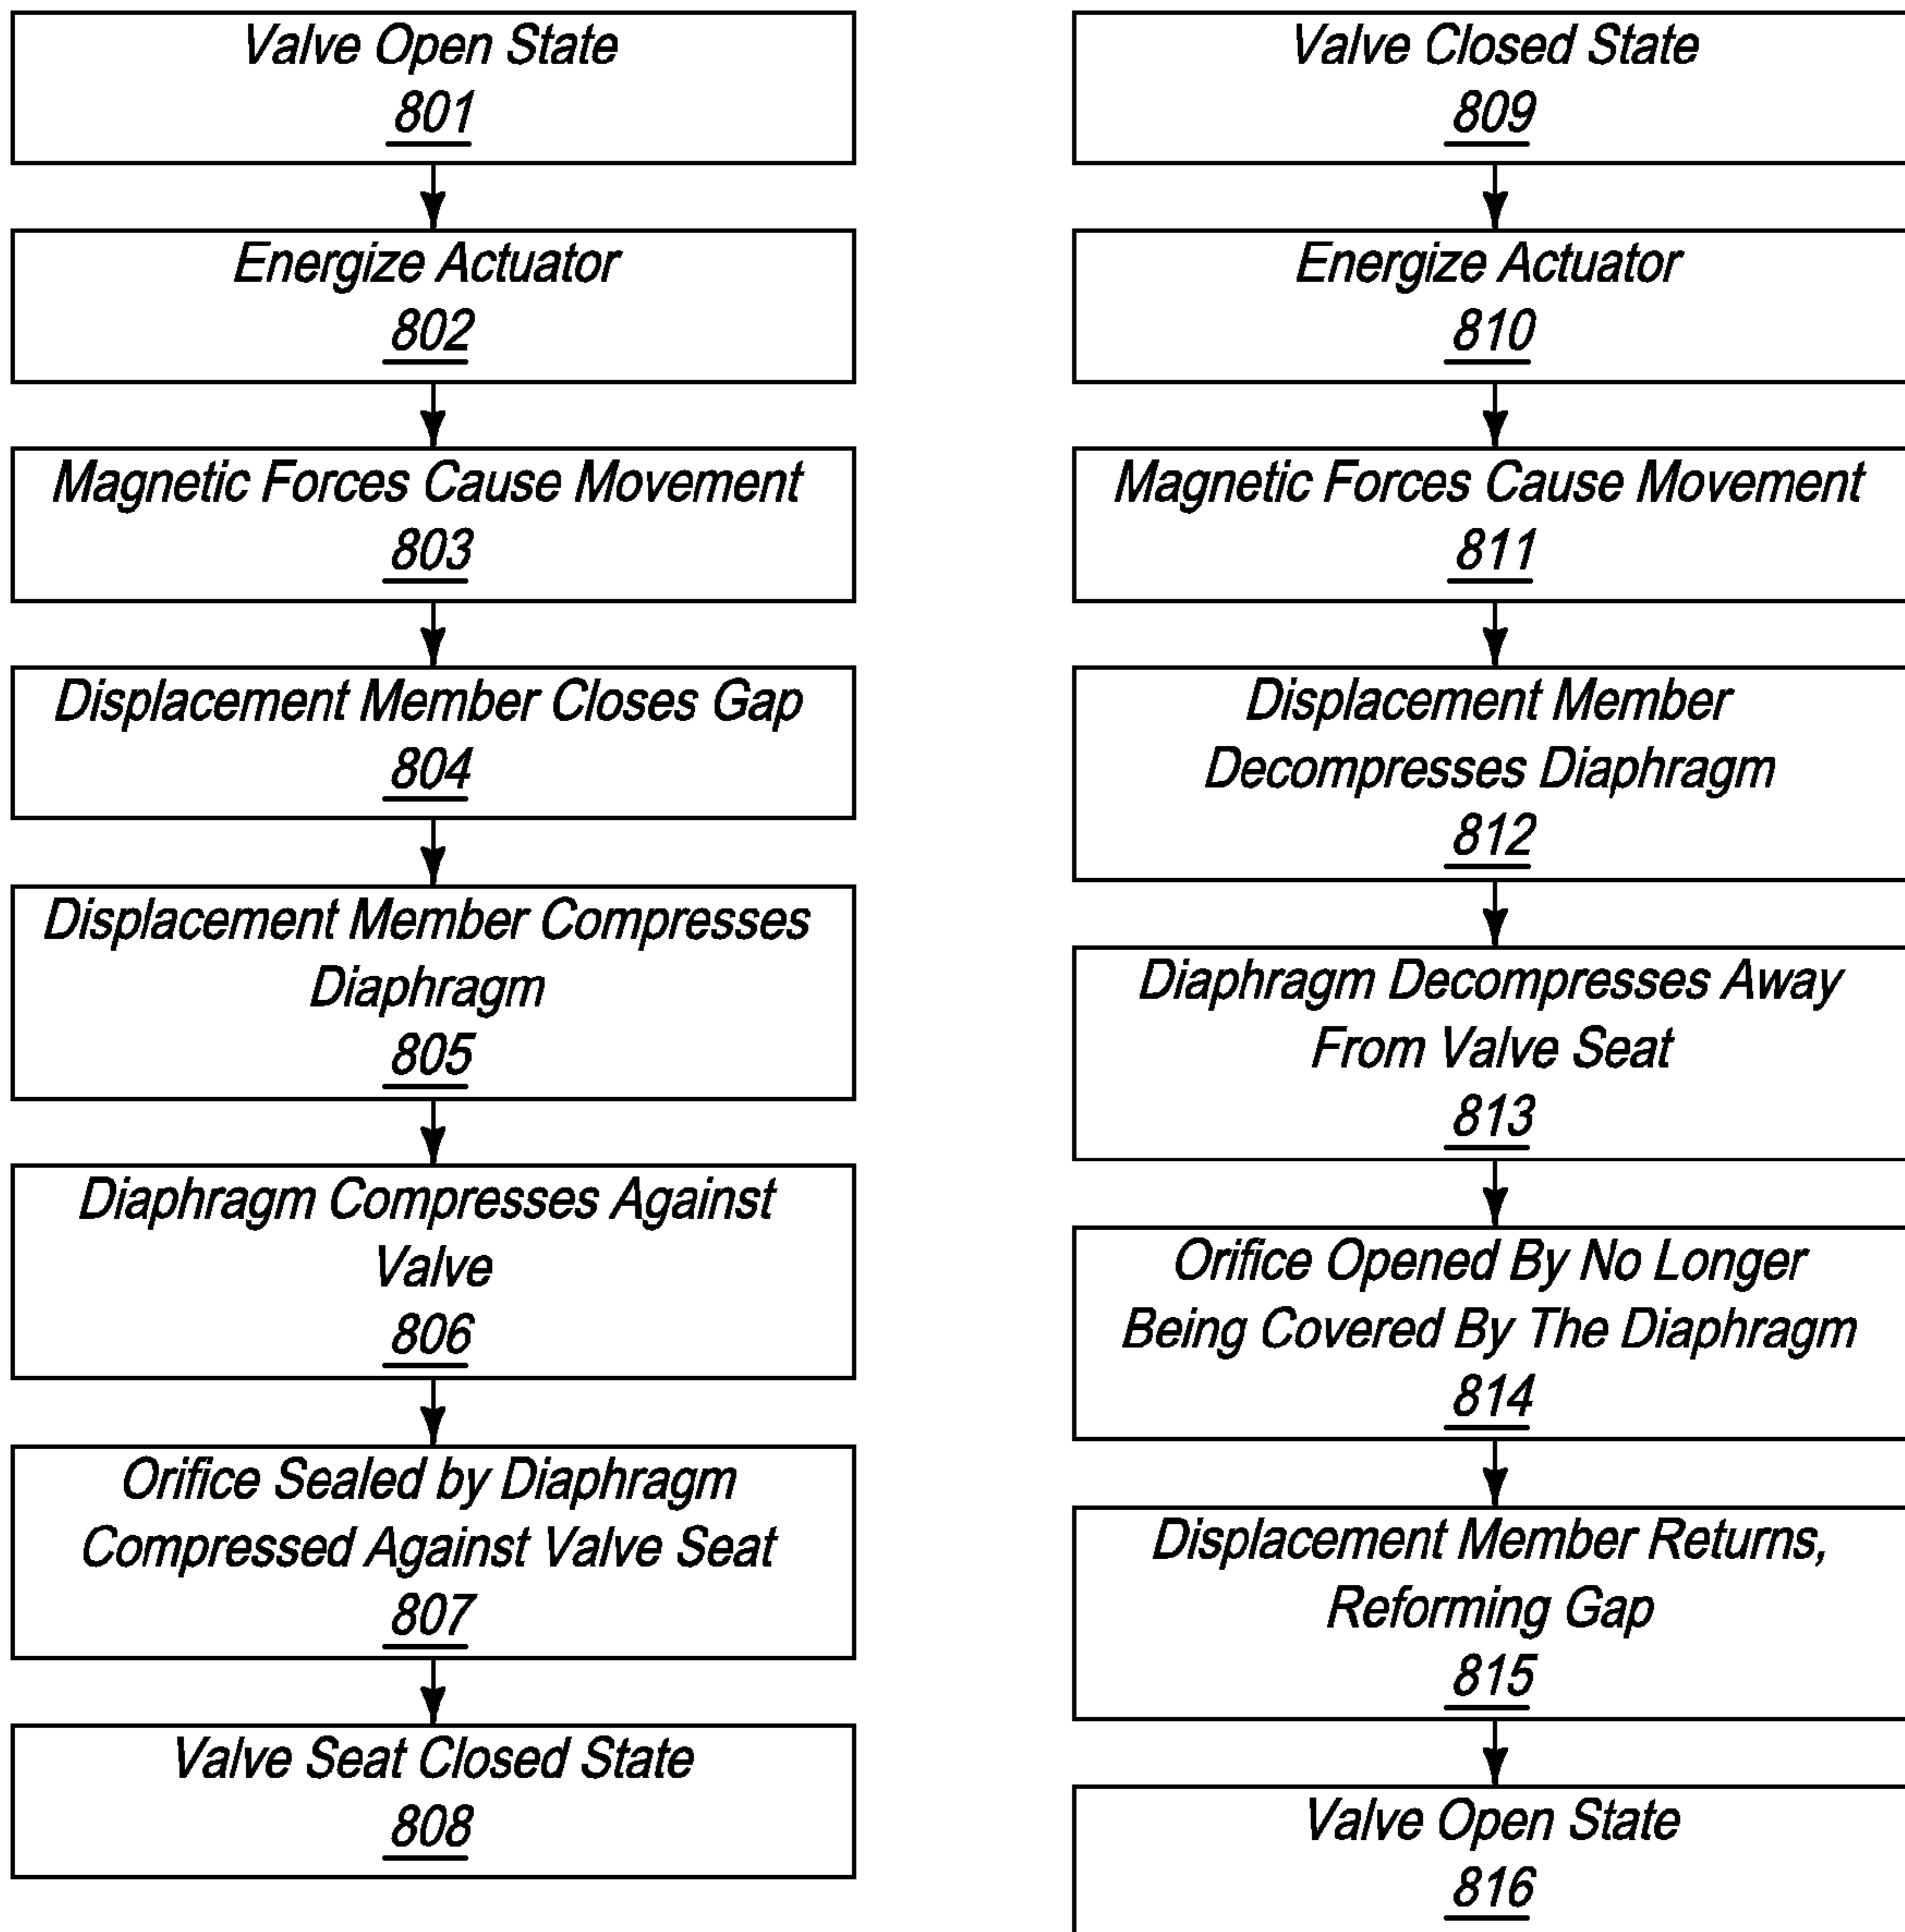 Valve Open State
801
Energize Actuator
802
Magnetic Forces Cause Movement
803
Displacement Member Closes Gap
804
Displacement Member Compresses
Diaphragm
805
Diaphragm Compresses Against
Valve
806
Orifice Sealed by Diaphragm
Compressed Against Valve Seat
807
Valve Seat Closed State
808
Valve Closed State
809
Energize Actuator
810
Magnetic Forces Cause Movement
811
Displacement Member
Decompresses Diaphragm
812
Diaphragm Decompresses Away
From Valve Seat
813
Orifice Opened By No Longer
Being Covered By The Diaphragm
814
Displacement Member Returns,
Reforming Gap
815
Valve Open State
816